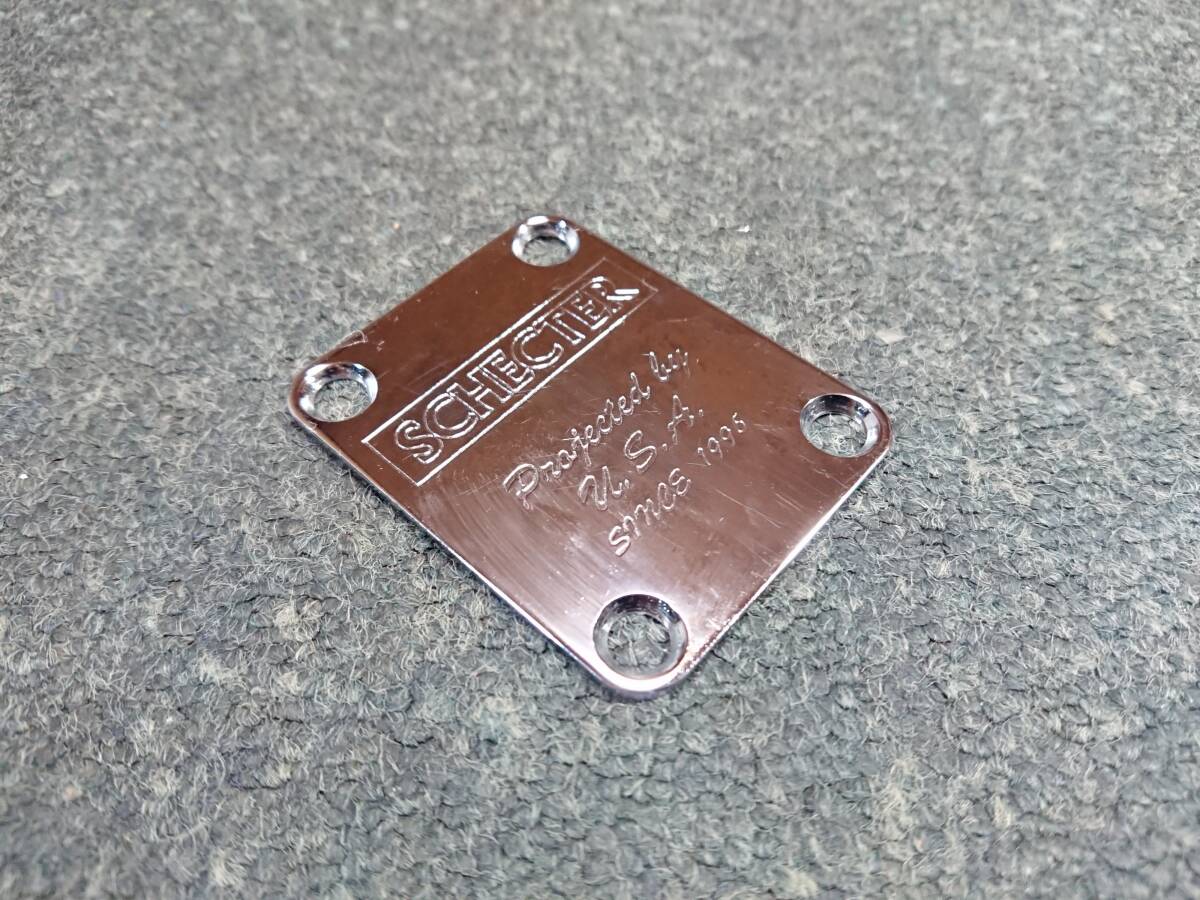 SCHECTER
Projected by
U.S.A.
SINCE 1995